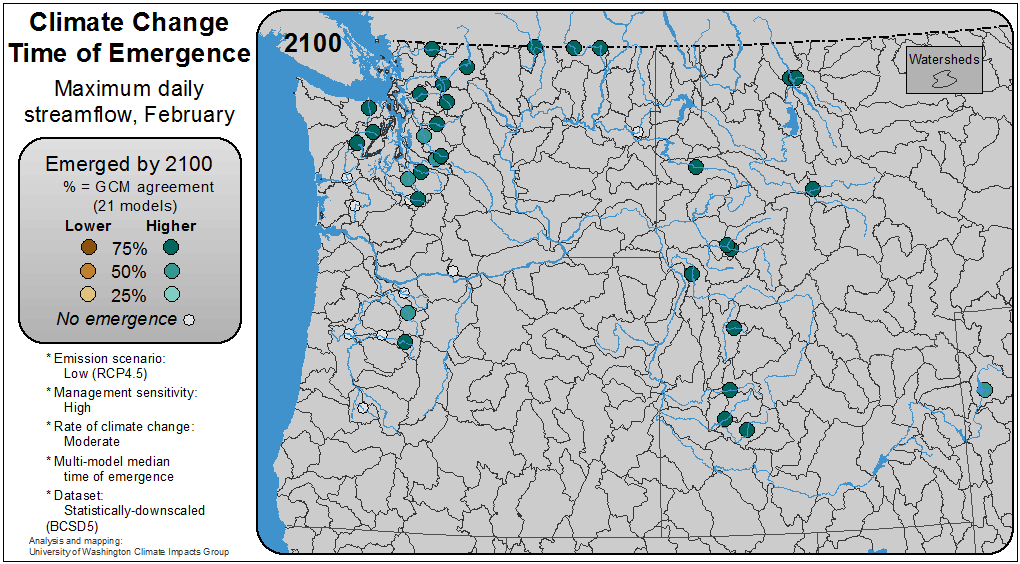 Climate Change
Time of Emergence
Maximum daily
streamflow, February
Emerged by 2100
% = GCM agreement
(21 models)
Lower Higher
75%
50%
25%
No emergence
* Emission scenario:
Low (RCP4.5)
* Management sensitivity:
High
* Rate of climate change:
Moderate
* Multi-model median
time of emergence
* Dataset:
Statistically-downscaled
(BCSD5)
Analysis and mapping:
University of Washington Climate Impacts Group
2100
Watersheds